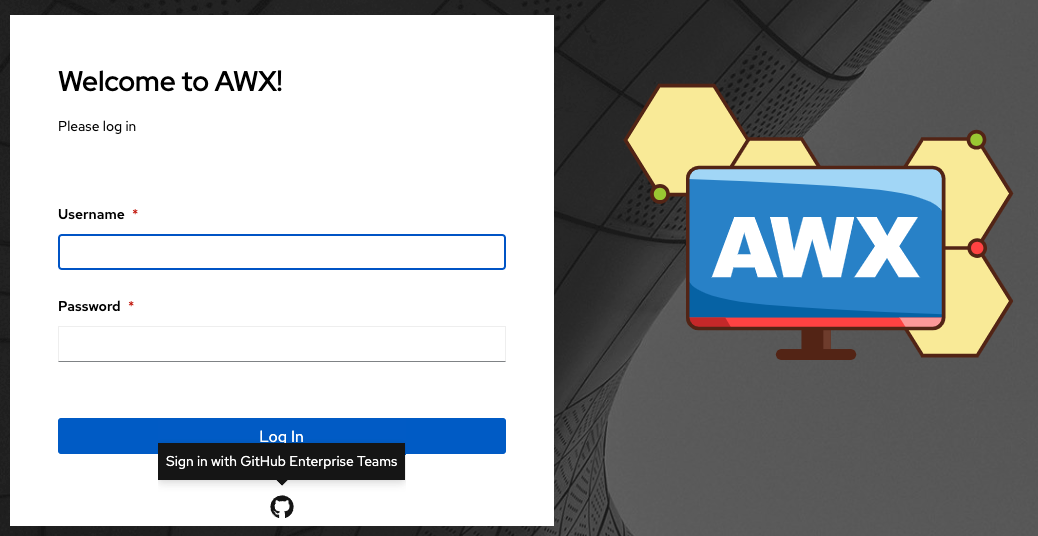 Welcome to AWX!
Please log in
Username *
Password *
Log In
Sign in with GitHub Enterprise Teams
AWX